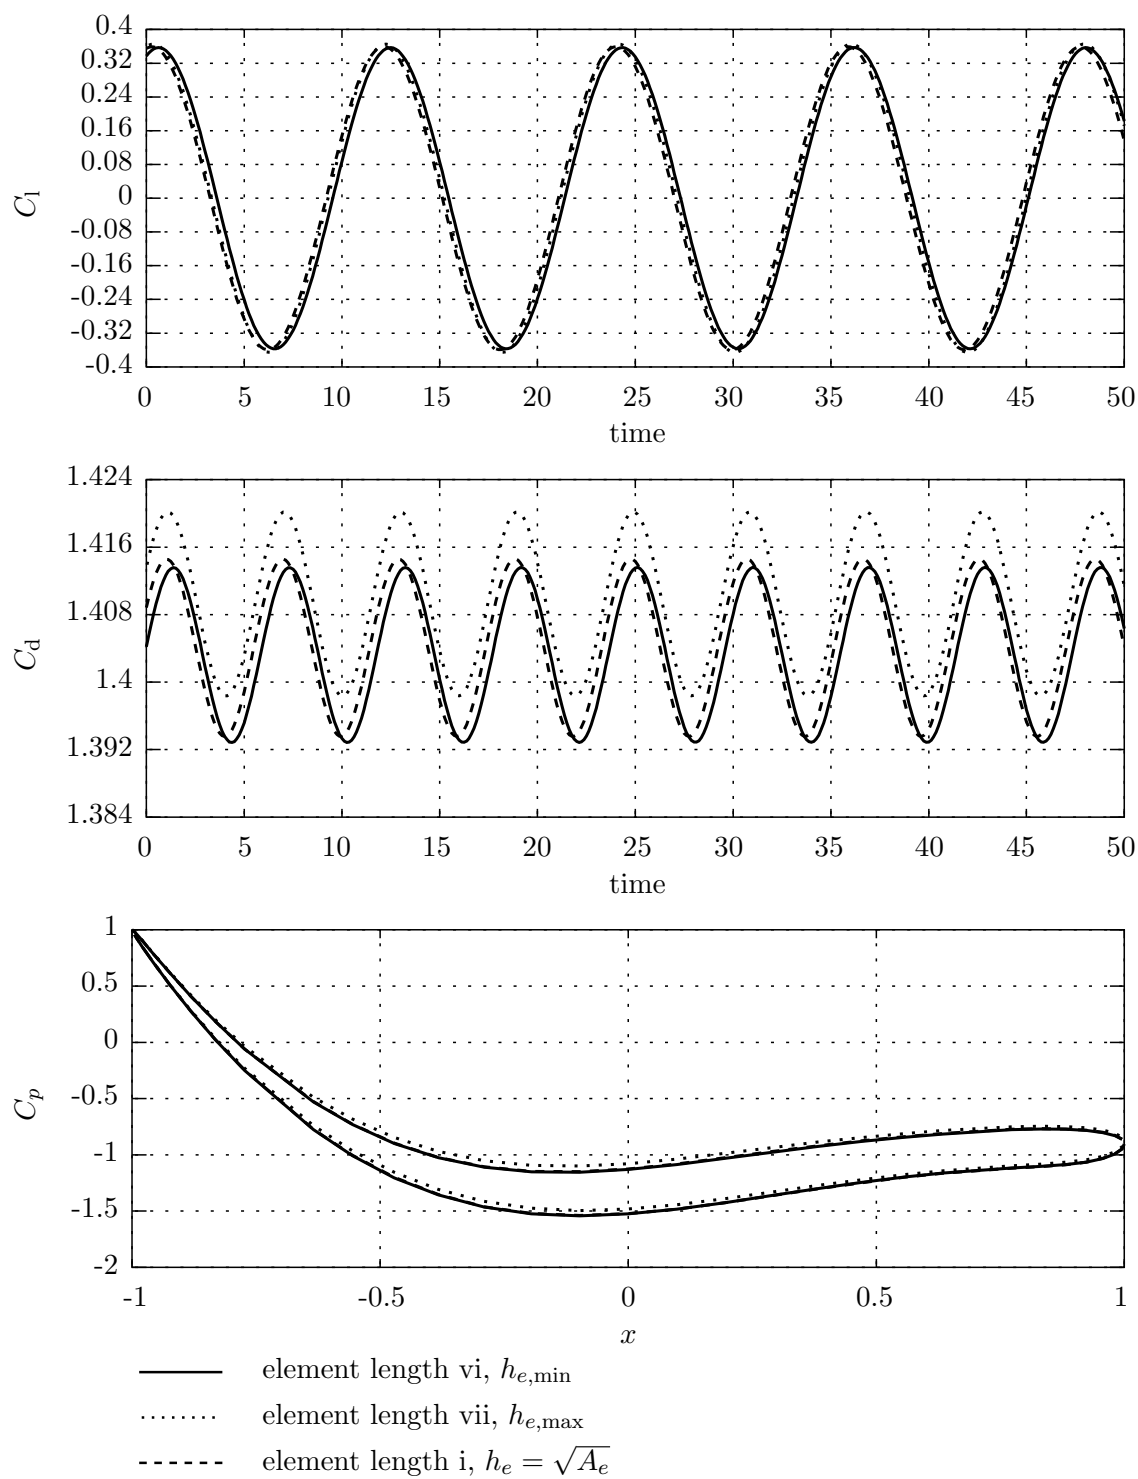 0.4
0.32
0.24
0.16
0.08
0
-0.08
-0.16
-0.24
-0.32
-0.4
C_l
0 5 10 15 20 25 30 35 40 45 50
time
1.424
1.416
1.408
1.4
1.392
1.384
C_d
0 5 10 15 20 25 30 35 40 45 50
time
1
0.5
0
-0.5
-1
-1.5
-2
C_p
-1 -0.5 0 0.5 1
x
element length vi, h_{e,min}
element length vii, h_{e,max}
element length i, h_e = √A_e